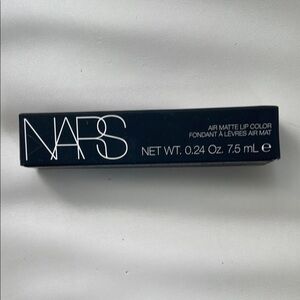 NARS
AIR MATTE LIP COLOR
FONDANT À LÈVRES AIR MAT
NET WT. 0.24 Oz. 7.5 mL ℮